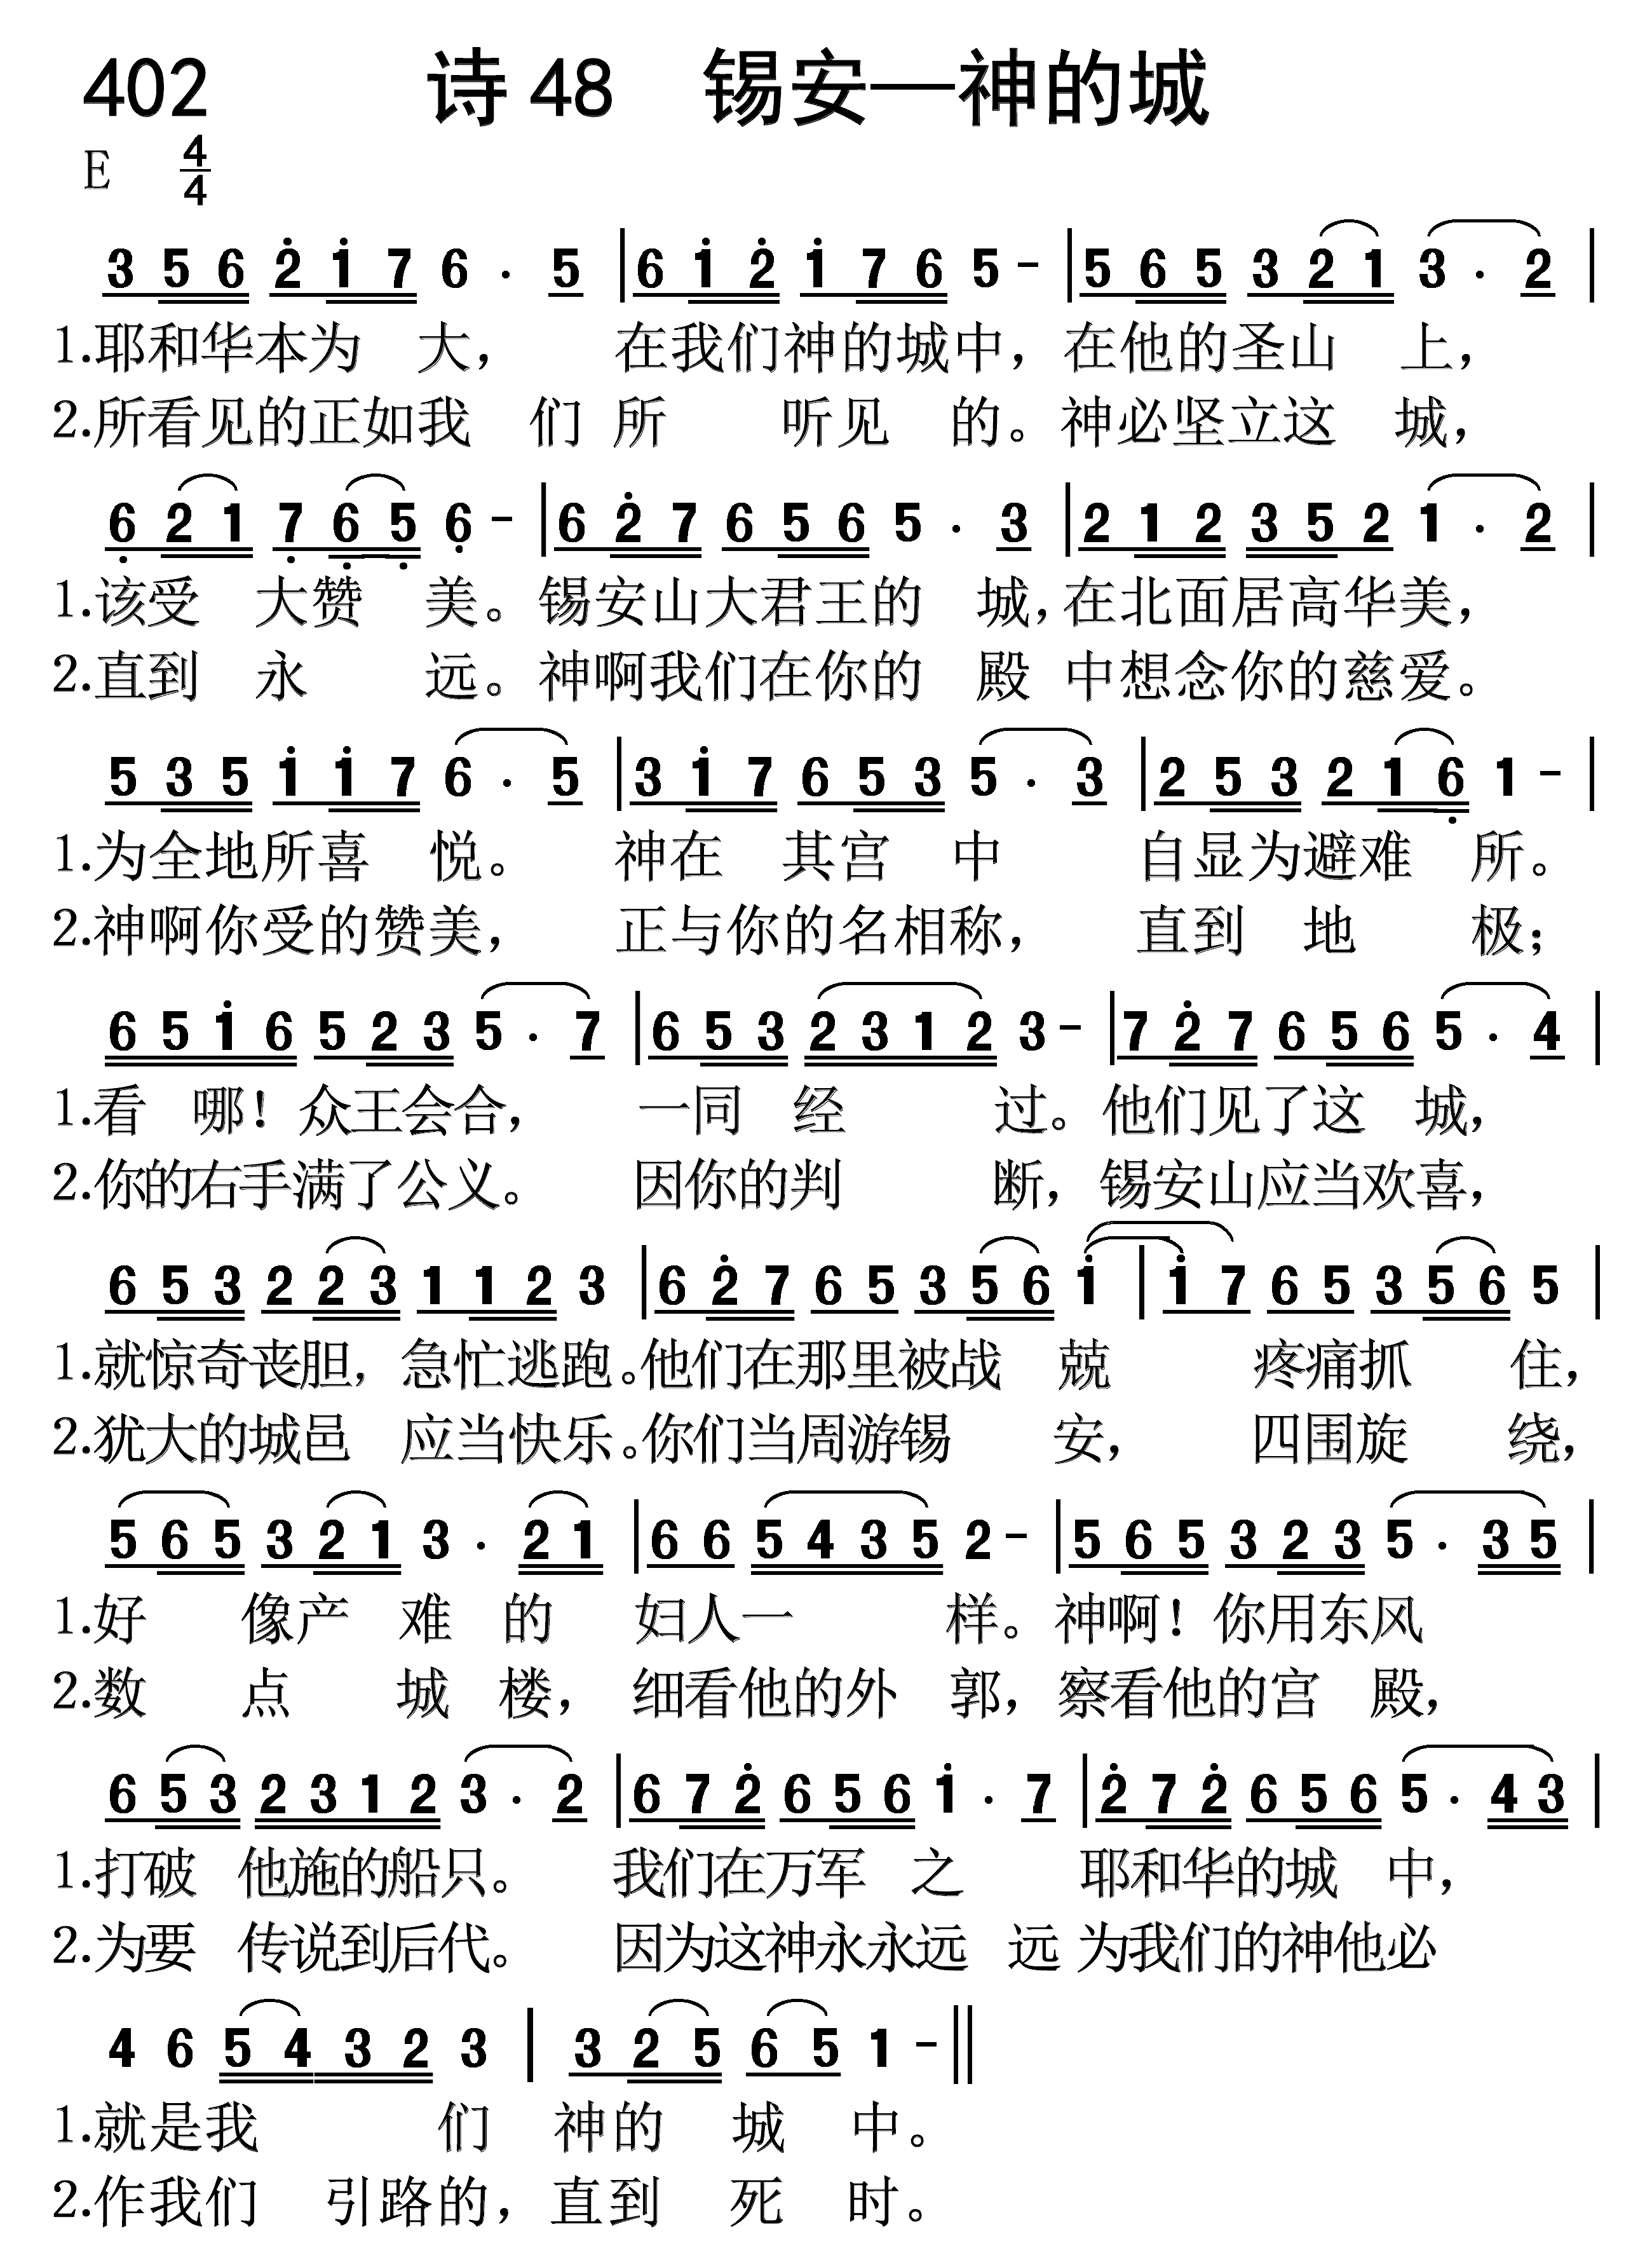 402 诗48 锡安—神的城
E 4/4
3 5 6 2̇ 1̇ 7 6 · 5 | 6 1̇ 2̇ 1̇ 7 6 5 - | 5 6 5 3 2 1 3 · 2 |
1.耶和华本为 大， 在我们神的城中，在他的圣山 上，
2.所看见的正如我 们 所 听见 的。神必坚立这 城，
6̣ 2 1 7̣ 6̣ 5̣ 6̣ - | 6 2̇ 7 6 5 6 5 · 3 | 2 1 2 3 5 2 1 · 2 |
1.该受 大赞 美。锡安山大君王的 城，在北面居高华美，
2.直到 永 远。神啊我们在你的 殿 中想念你的慈爱。
5 3 5 1̇ 1̇ 7 6 · 5 | 3 1̇ 7 6 5 3 5 · 3 | 2 5 3 2 1 6̣ 1 - |
1.为全地所喜 悦。 神在 其宫 中 自显为避难 所。
2.神啊你受的赞美， 正与你的名相称， 直到 地 极；
6 5 1̇ 6 5 2 3 5 · 7 | 6 5 3 2 3 1 2 3 - | 7 2̇ 7 6 5 6 5 · 4 |
1.看 哪！众王会合， 一同 经 过。他们见了这 城，
2.你的右手满了公义。 因你的判 断，锡安山应当欢喜，
6 5 3 2 2 3 1 1 2 3 | 6 2̇ 7 6 5 3 5 6 1̇ | 1̇ 7 6 5 3 5 6 5 |
1.就惊奇丧胆，急忙逃跑。他们在那里被战 兢 疼痛抓 住，
2.犹大的城邑 应当快乐。你们当周游锡 安， 四围旋 绕，
5 6 5 3 2 1 3 · 2 1 | 6 6 5 4 3 5 2 - | 5 6 5 3 2 3 5 · 3 5 |
1.好 像产 难 的 妇人一 样。神啊！你用东风
2.数 点 城 楼， 细看他的外 郭，察看他的宫 殿，
6 5 3 2 3 1 2 3 · 2 | 6 7 2̇ 6 5 6 1̇ · 7 | 2̇ 7 2̇ 6 5 6 5 · 4 3 |
1.打破 他施的船只。 我们在万军 之 耶和华的城 中，
2.为要 传说到后代。 因为这神永永远 远 为我们的神他必
4 6 5 4 3 2 3 | 3 2 5 6 5 1 - ||
1.就是我 们 神的 城 中。
2.作我们 引路的，直到 死 时。